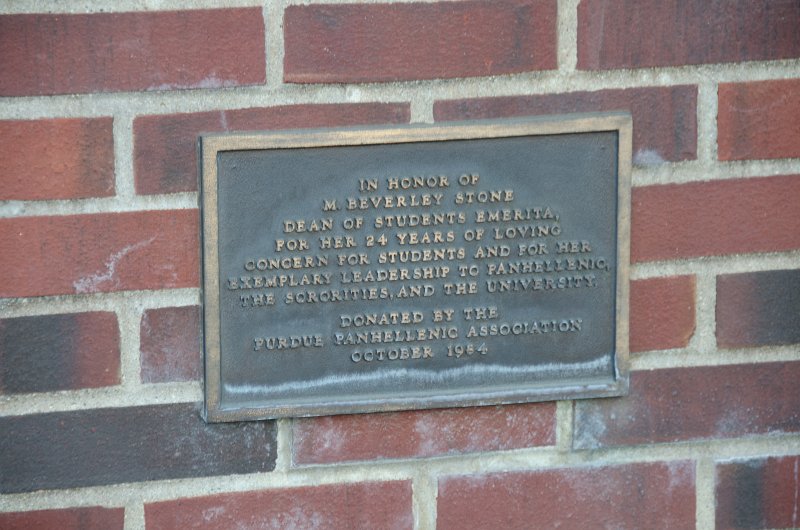 IN HONOR OF
M. BEVERLEY STONE
DEAN OF STUDENTS EMERITA,
FOR HER 24 YEARS OF LOVING
CONCERN FOR STUDENTS AND FOR HER
EXEMPLARY LEADERSHIP TO PANHELLENIC,
THE SORORITIES, AND THE UNIVERSITY.
DONATED BY THE
PURDUE PANHELLENIC ASSOCIATION
OCTOBER 1984